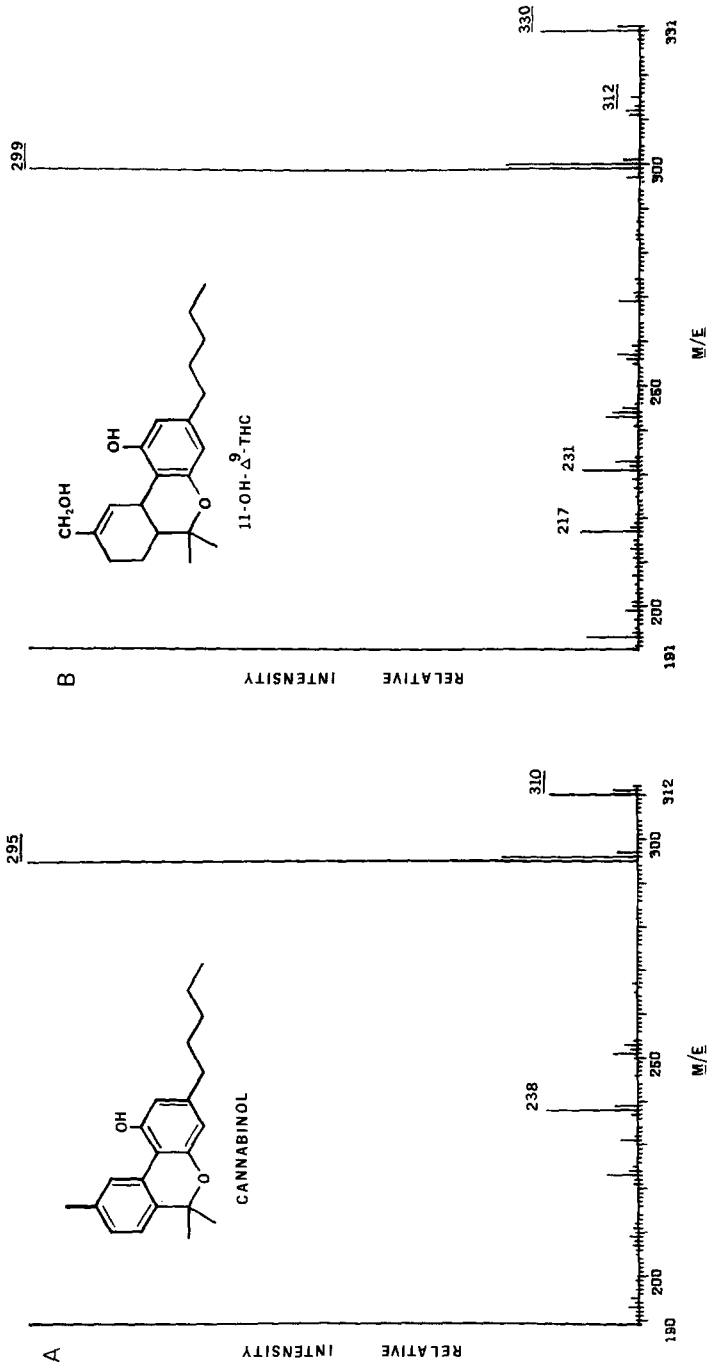 A
295
310
238
OH
O
CANNABINOL
RELATIVE INTENSITY
190 200 250 300 312
M/E
B
299
330
312
231
217
CH₂OH
OH
O
11-OH-Δ⁹-THC
RELATIVE INTENSITY
191 200 250 300 331
M/E